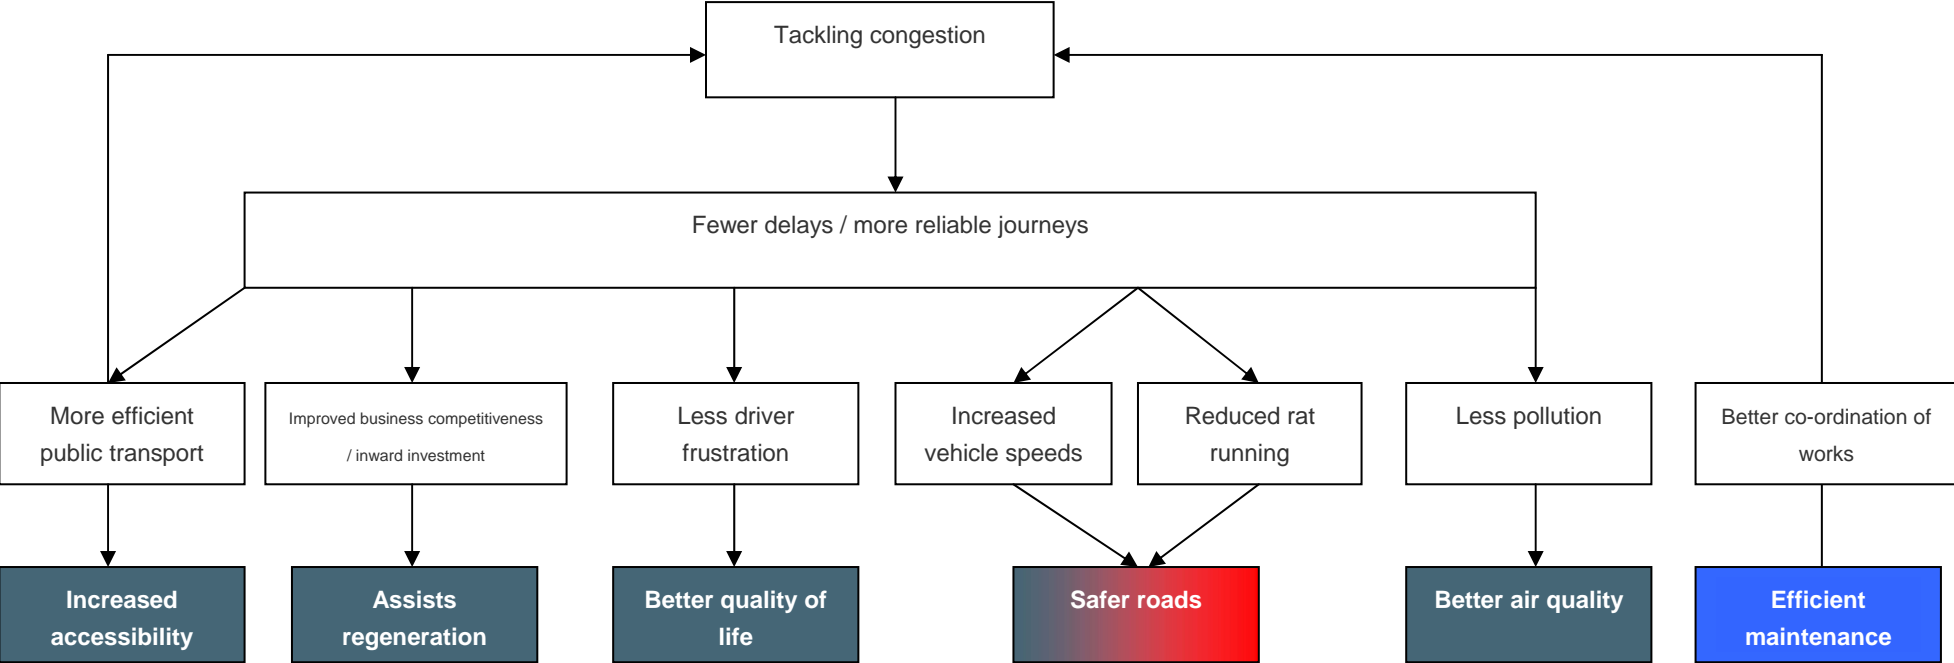 Tackling congestion
Fewer delays / more reliable journeys
More efficient
public transport
Improved business competitiveness
/ inward investment
Less driver
frustration
Increased
vehicle speeds
Reduced rat
running
Less pollution
Better co-ordination of
works
Increased
accessibility
Assists
regeneration
Better quality of
life
Safer roads
Better air quality
Efficient
maintenance